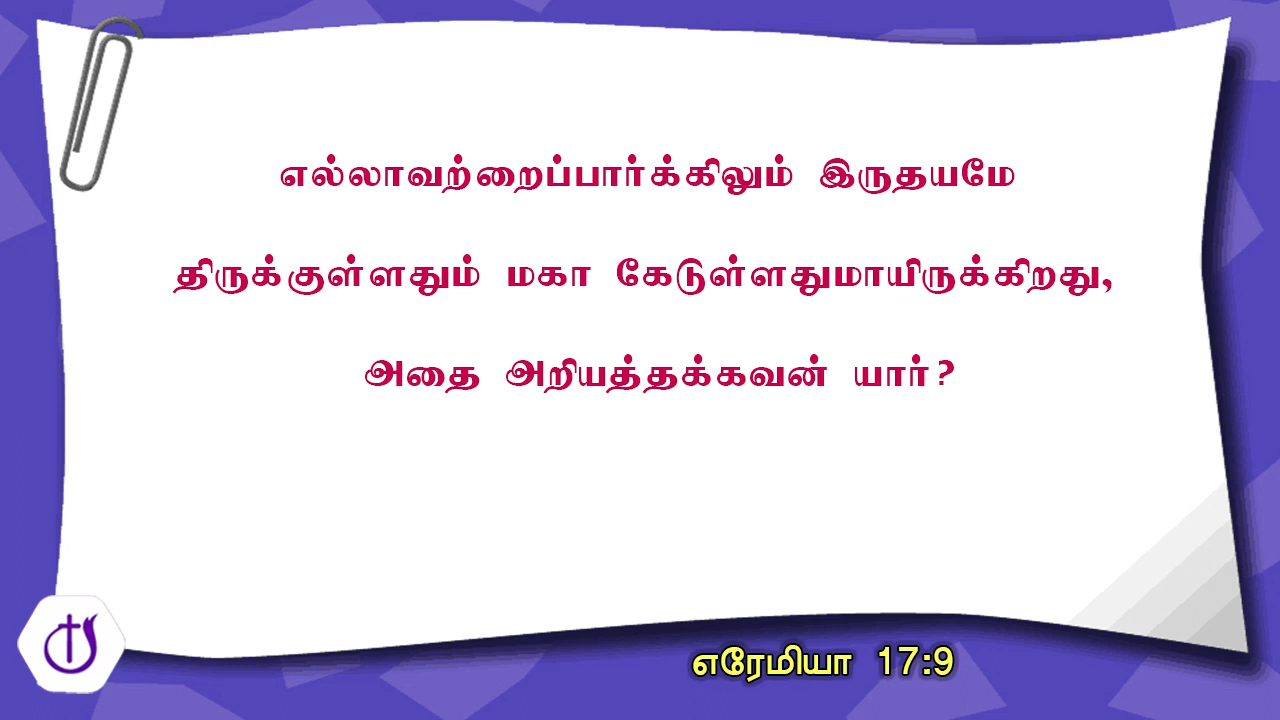 எல்லாவற்றைப்பார்க்கிலும் இருதயமே
திருக்குள்ளதும் மகா கேடுள்ளதுமாயிருக்கிறது,
அதை அறியத்தக்கவன் யார்?
எரேமியா 17:9